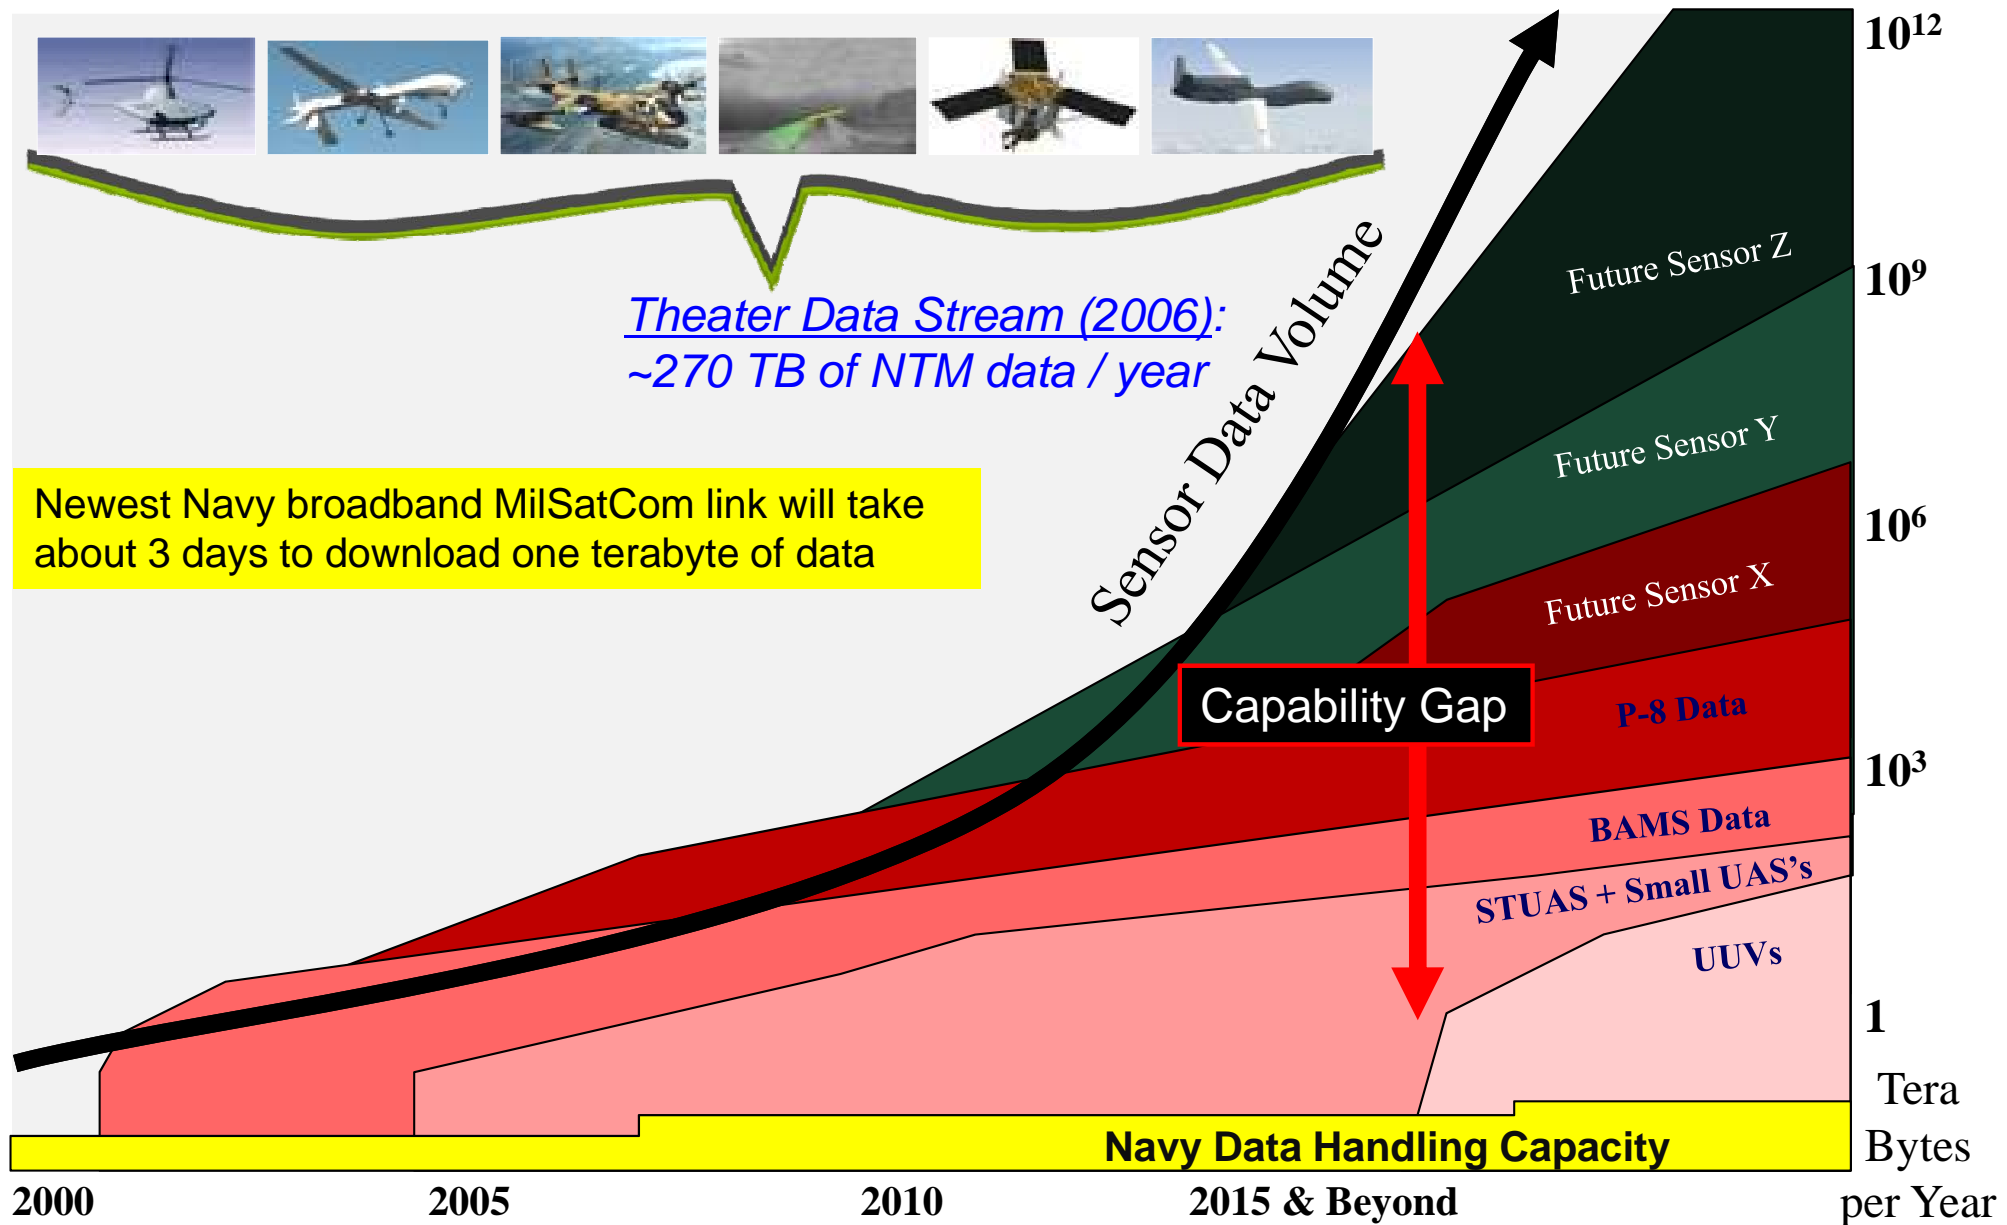 10¹²
Theater Data Stream (2006):
~270 TB of NTM data / year
Sensor Data Volume
Future Sensor Z
10⁹
Newest Navy broadband MilSatCom link will take
about 3 days to download one terabyte of data
Future Sensor Y
10⁶
Future Sensor X
Capability Gap
P-8 Data
10³
BAMS Data
STUAS + Small UAS's
UUVs
1
Tera
Bytes
per Year
Navy Data Handling Capacity
2000
2005
2010
2015 & Beyond